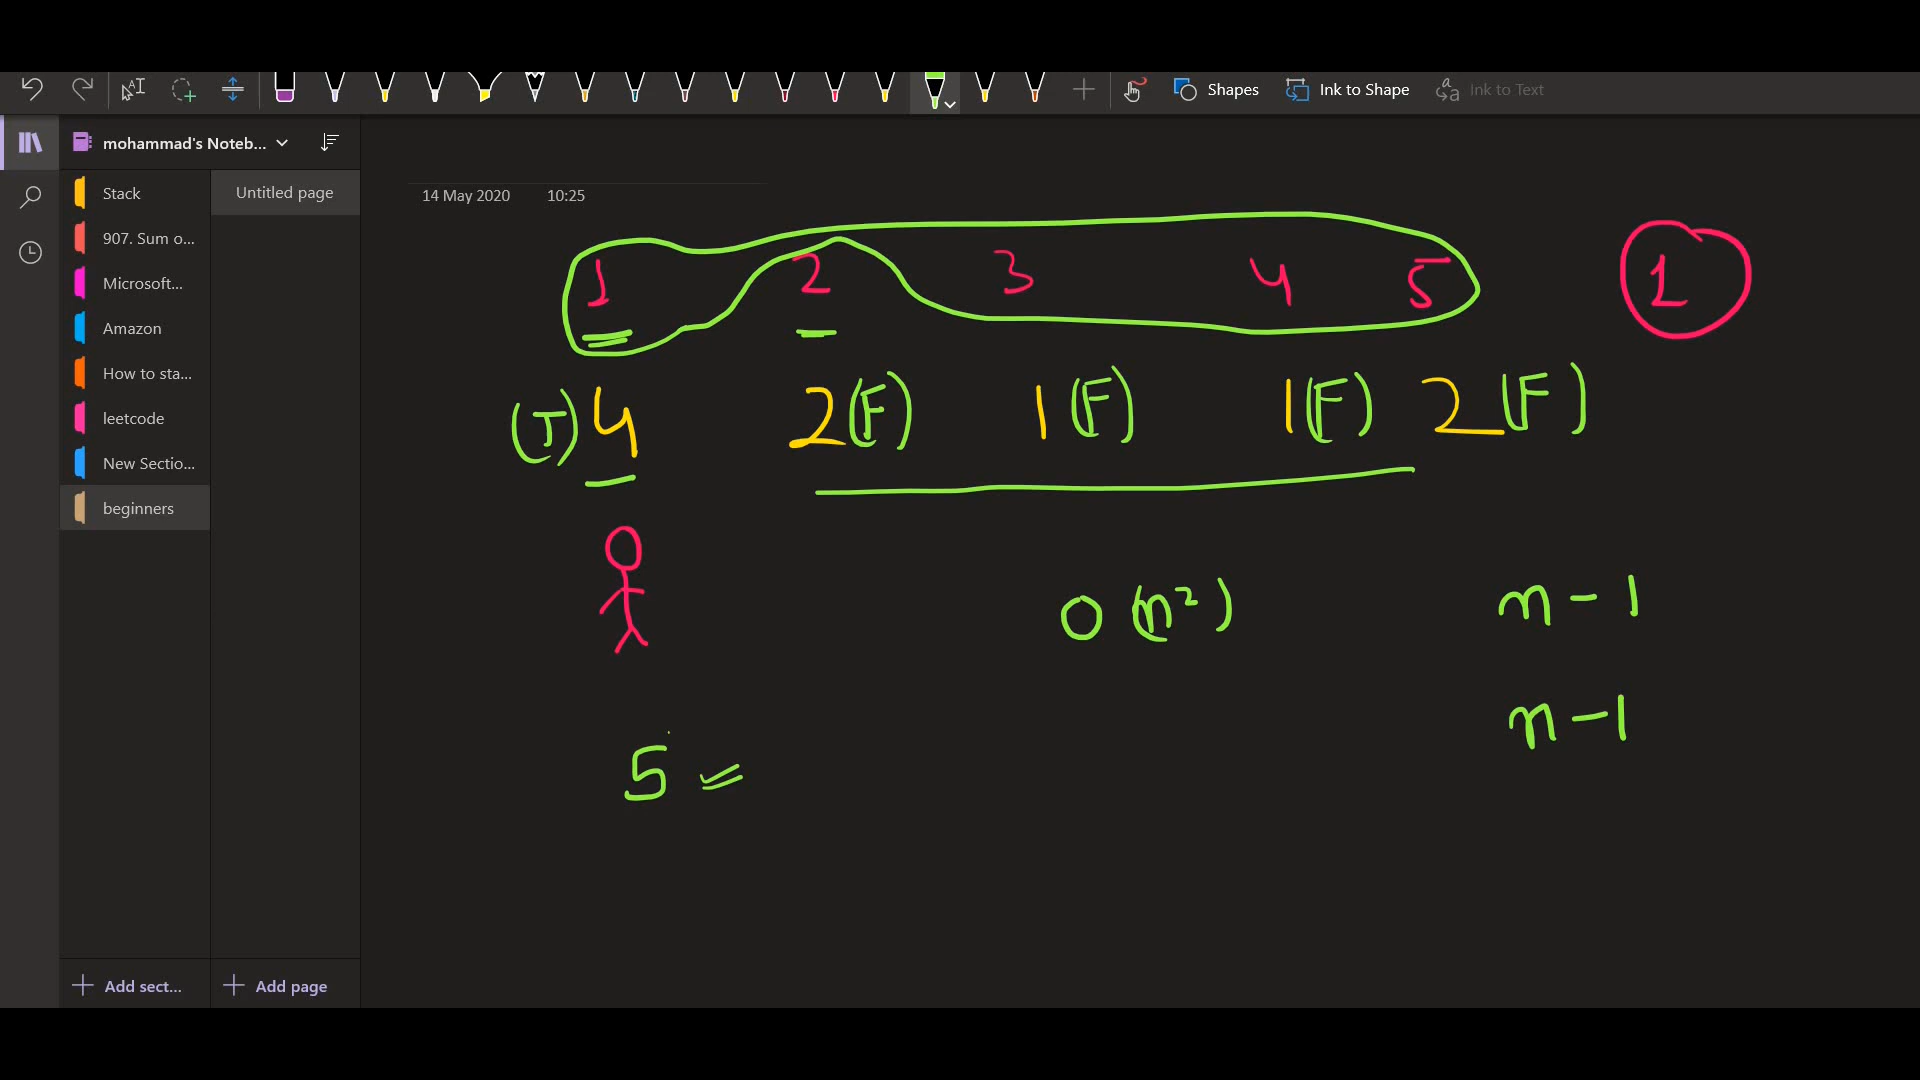 Shapes
Ink to Shape
Ink to Text
mohammad's Noteb...
Stack
Untitled page
907. Sum o...
Microsoft...
Amazon
How to sta...
leetcode
New Sectio...
beginners
14 May 2020 10:25
1 2 3 4 5 1
(T) 4 2 (F) 1 (F) 1 (F) 2 (F)
O (n²) n - 1
n - 1
5 =
Add sect...
Add page